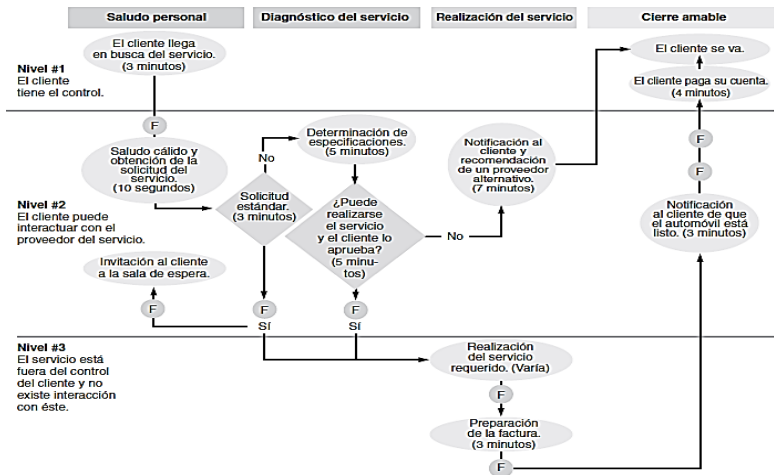 Saludo personal
Diagnóstico del servicio
Realización del servicio
Cierre amable
Nivel #1
El cliente
tiene el control.
El cliente llega
en busca del servicio.
(3 minutos)
El cliente se va.
El cliente paga su cuenta.
(4 minutos)
F
F
Nivel #2
El cliente puede
interactuar con el
proveedor del servicio.
Saludo cálido y
obtención de la
solicitud del
servicio.
(10 segundos)
No
Solicitud
estándar.
(3 minutos)
Determinación de
especificaciones.
(5 minutos)
¿Puede
realizarse
el servicio
y el cliente lo
aprueba?
(5 minu-
tos)
No
Notificación al
cliente y
recomendación
de un proveedor
alternativo.
(7 minutos)
F
Notificación
al cliente de que
el automóvil está
listo. (3 minutos)
Invitación al cliente
a la sala de espera.
F
F
Sí
F
Sí
Nivel #3
El servicio está
fuera del control
del cliente y no
existe interacción
con éste.
Realización
del servicio
requerido. (Varía)
F
Preparación
de la factura.
(3 minutos)
F